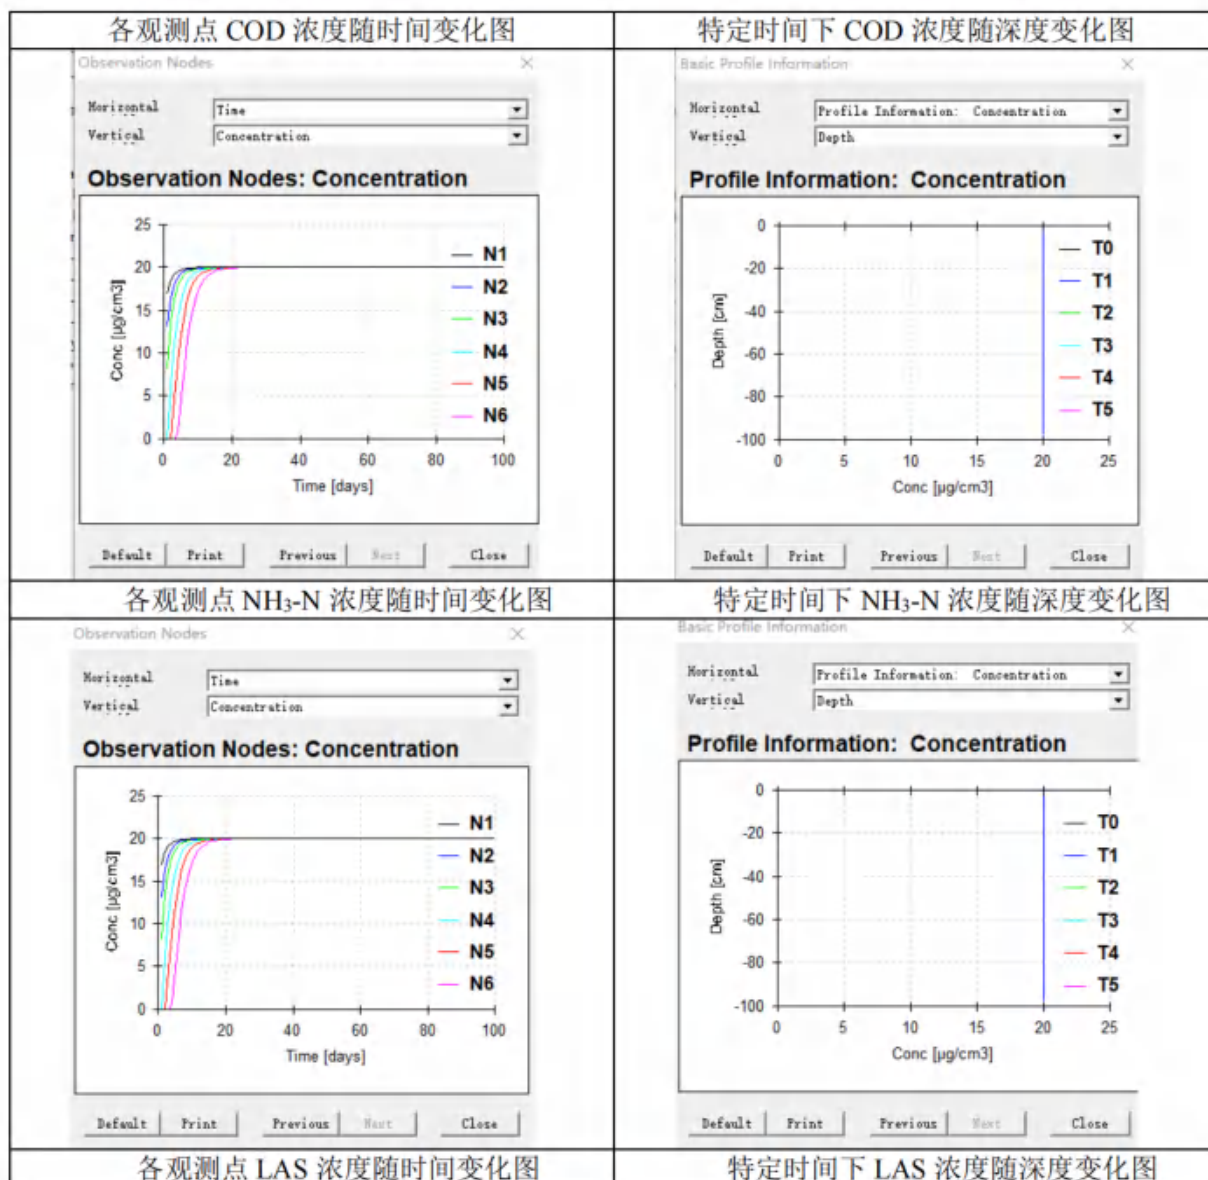 各观测点 COD 浓度随时间变化图
特定时间下 COD 浓度随深度变化图
Observation Nodes
Horizontal
Time
Vertical
Concentration
Observation Nodes: Concentration
25
20
15
10
5
0
Conc [µg/cm3]
N1
N2
N3
N4
N5
N6
0 20 40 60 80 100
Time [days]
Default Print Previous Next Close
Basic Profile Information
Horizontal
Profile Information: Concentration
Vertical
Depth
Profile Information: Concentration
0
-20
-40
-60
-80
-100
Depth [cm]
T0
T1
T2
T3
T4
T5
0 5 10 15 20 25
Conc [µg/cm3]
Default Print Previous Next Close
各观测点 NH₃-N 浓度随时间变化图
特定时间下 NH₃-N 浓度随深度变化图
Observation Nodes
Horizontal
Time
Vertical
Concentration
Observation Nodes: Concentration
25
20
15
10
5
0
Conc [µg/cm3]
N1
N2
N3
N4
N5
N6
0 20 40 60 80 100
Time [days]
Default Print Previous Next Close
Basic Profile Information
Horizontal
Profile Information: Concentration
Vertical
Depth
Profile Information: Concentration
0
-20
-40
-60
-80
-100
Depth [cm]
T0
T1
T2
T3
T4
T5
0 5 10 15 20 25
Conc [µg/cm3]
Default Print Previous Next Close
各观测点 LAS 浓度随时间变化图
特定时间下 LAS 浓度随深度变化图